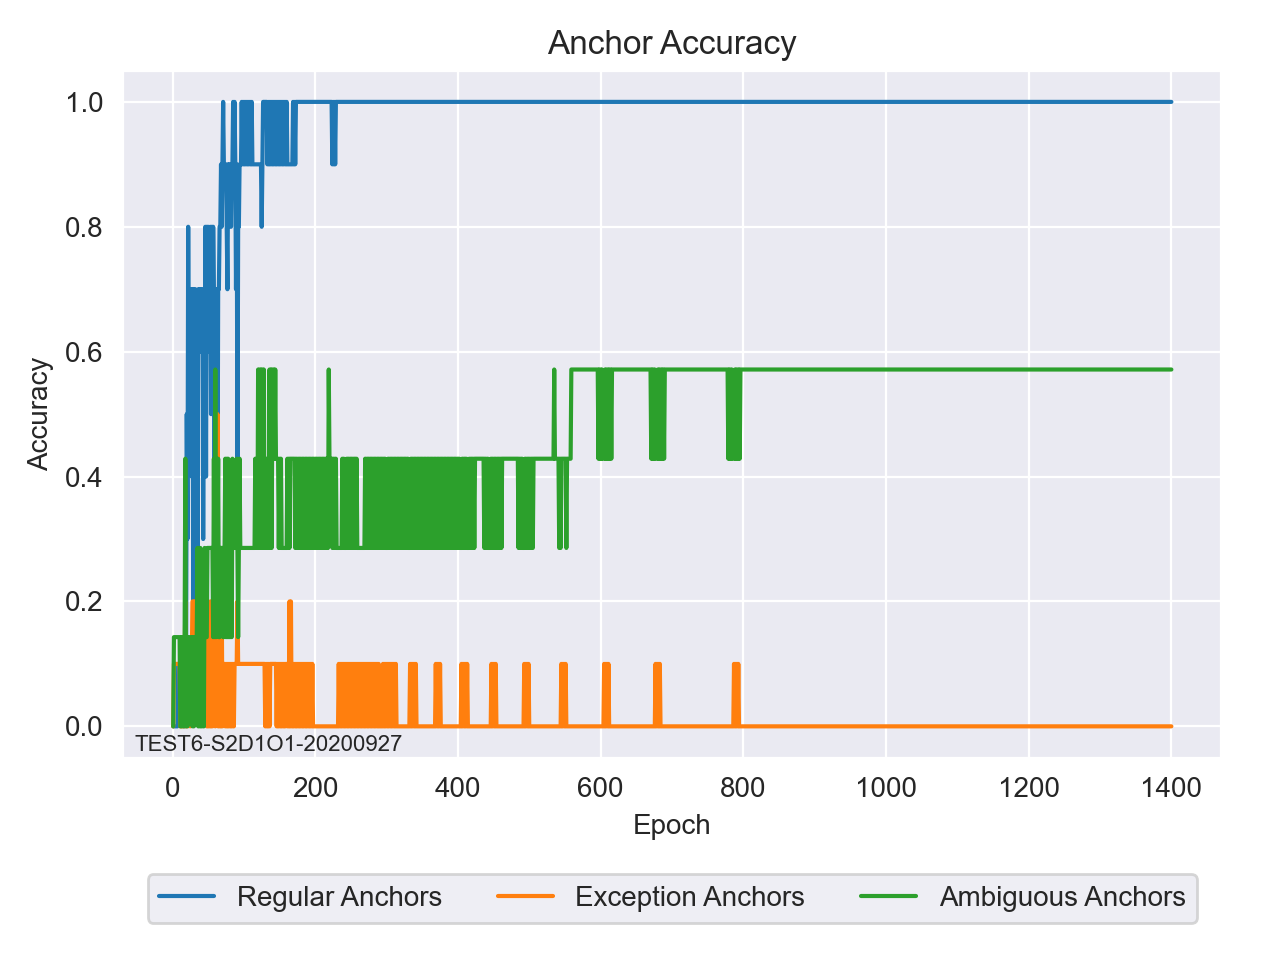 Anchor Accuracy
Accuracy
1.0
0.8
0.6
0.4
0.2
0.0
TEST6-S2D1O1-20200927
0 200 400 600 800 1000 1200 1400
Epoch
Regular Anchors Exception Anchors Ambiguous Anchors